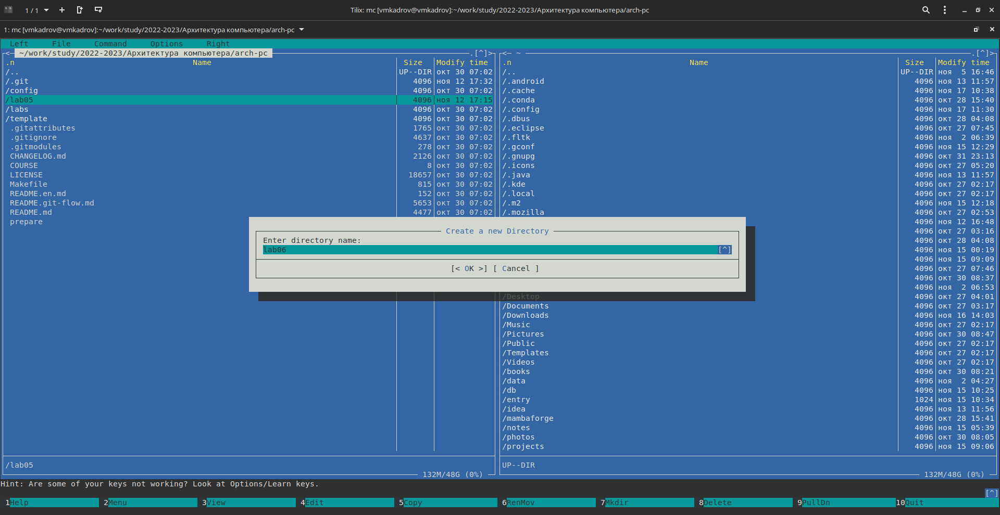 1 / 1
Tilix: mc [vmkadrov@vmkadrov]:~/work/study/2022-2023/Архитектура компьютера/arch-pc
1: mc [vmkadrov@vmkadrov]:~/work/study/2022-2023/Архитектура компьютера/arch-pc
Left File Command Options Right
<─ ~/work/study/2022-2023/Архитектура компьютера/arch-pc .[^]> <─ ~ .[^]>
.n Name Size Modify time .n Name Size Modify time
/.. UP--DIR окт 30 07:02 /.. UP--DIR ноя 5 16:46
/.git 4096 ноя 12 17:32 /.android 4096 ноя 13 11:57
/config 4096 окт 30 07:02 /.cache 4096 ноя 17 10:38
/lab05 4096 ноя 12 17:15 /.conda 4096 окт 28 15:40
/labs 4096 окт 30 07:02 /.config 4096 ноя 17 11:30
/template 4096 окт 30 07:02 /.dbus 4096 окт 28 04:08
.gitattributes 1765 окт 30 07:02 /.eclipse 4096 окт 27 07:45
.gitignore 4637 окт 30 07:02 /.fltk 4096 ноя 2 06:39
.gitmodules 278 окт 30 07:02 /.gconf 4096 ноя 15 12:29
CHANGELOG.md 2126 окт 30 07:02 /.gnupg 4096 окт 31 23:13
COURSE 8 окт 30 07:02 /.icons 4096 окт 27 05:20
LICENSE 18657 окт 30 07:02 /.java 4096 ноя 13 11:57
Makefile 815 окт 30 07:02 /.kde 4096 окт 27 02:17
README.en.md 152 окт 30 07:02 /.local 4096 окт 27 02:17
README.git-flow.md 5653 окт 30 07:02 /.m2 4096 ноя 15 12:18
README.md 4477 окт 30 07:02 /.mozilla 4096 окт 27 02:53
prepare 4096 ноя 12 16:48
Create a new Directory 4096 окт 27 03:16
Enter directory name: 4096 окт 28 04:08
lab06 [^] 4096 ноя 15 00:19
4096 ноя 15 09:09
[< OK >] [ Cancel ] 4096 окт 27 07:46
4096 окт 30 08:37
4096 ноя 2 06:53
/Desktop 4096 окт 27 04:01
/Documents 4096 окт 27 03:17
/Downloads 4096 ноя 16 14:03
/Music 4096 окт 27 02:17
/Pictures 4096 окт 30 08:47
/Public 4096 окт 27 02:17
/Templates 4096 окт 27 02:17
/Videos 4096 окт 27 02:17
/books 4096 окт 30 08:21
/data 4096 ноя 2 04:27
/db 4096 ноя 15 10:25
/entry 1024 ноя 15 10:34
/idea 4096 ноя 13 11:56
/mambaforge 4096 окт 28 15:41
/notes 4096 ноя 15 05:39
/photos 4096 окт 30 08:05
/projects 4096 ноя 15 09:06
/lab05 UP--DIR
132M/48G (0%) 132M/48G (0%)
Hint: Are some of your keys not working? Look at Options/Learn keys.
[^]
1Help 2Menu 3View 4Edit 5Copy 6RenMov 7Mkdir 8Delete 9PullDn 10Quit